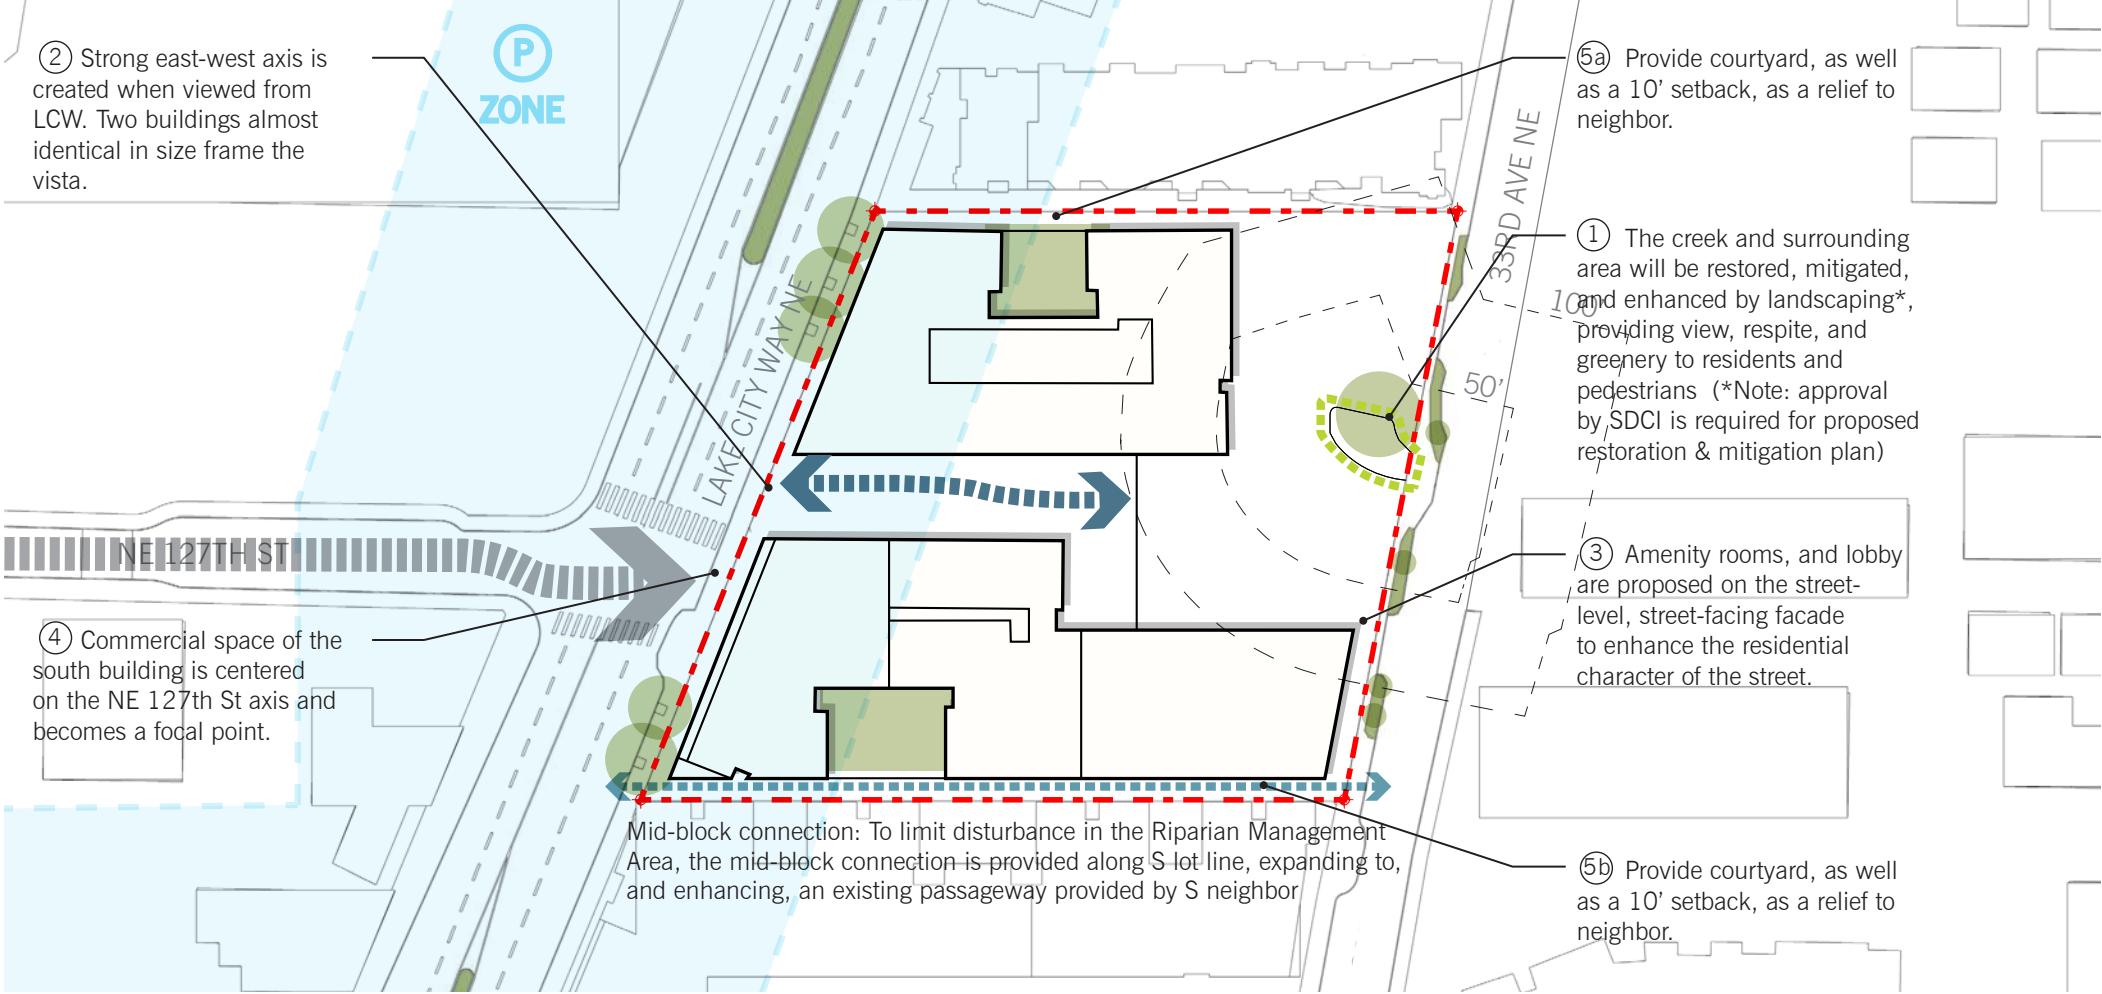 2 Strong east-west axis is
created when viewed from
LCW. Two buildings almost
identical in size frame the
vista.
P
ZONE
5a Provide courtyard, as well
as a 10’ setback, as a relief to
neighbor.
33RD AVE NE
1 The creek and surrounding
area will be restored, mitigated,
and enhanced by landscaping*,
providing view, respite, and
greenery to residents and
pedestrians (*Note: approval
by SDCI is required for proposed
restoration & mitigation plan)
100'
50'
LAKE CITY WAY NE
NE 127TH ST
3 Amenity rooms, and lobby
are proposed on the street-
level, street-facing facade
to enhance the residential
character of the street.
4 Commercial space of the
south building is centered
on the NE 127th St axis and
becomes a focal point.
Mid-block connection: To limit disturbance in the Riparian Management
Area, the mid-block connection is provided along S lot line, expanding to,
and enhancing, an existing passageway provided by S neighbor
5b Provide courtyard, as well
as a 10’ setback, as a relief to
neighbor.